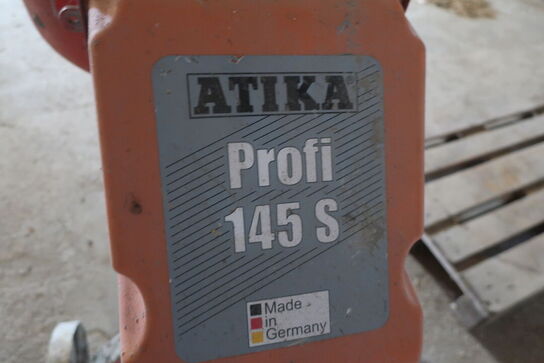 ATIKA
Profi
145 S
Made
in
Germany